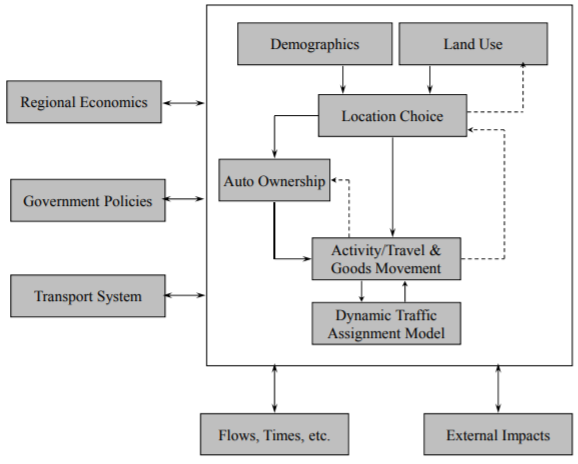 Demographics
Land Use
Regional Economics
Location Choice
Auto Ownership
Government Policies
Activity/Travel &
Goods Movement
Transport System
Dynamic Traffic
Assignment Model
Flows, Times, etc.
External Impacts